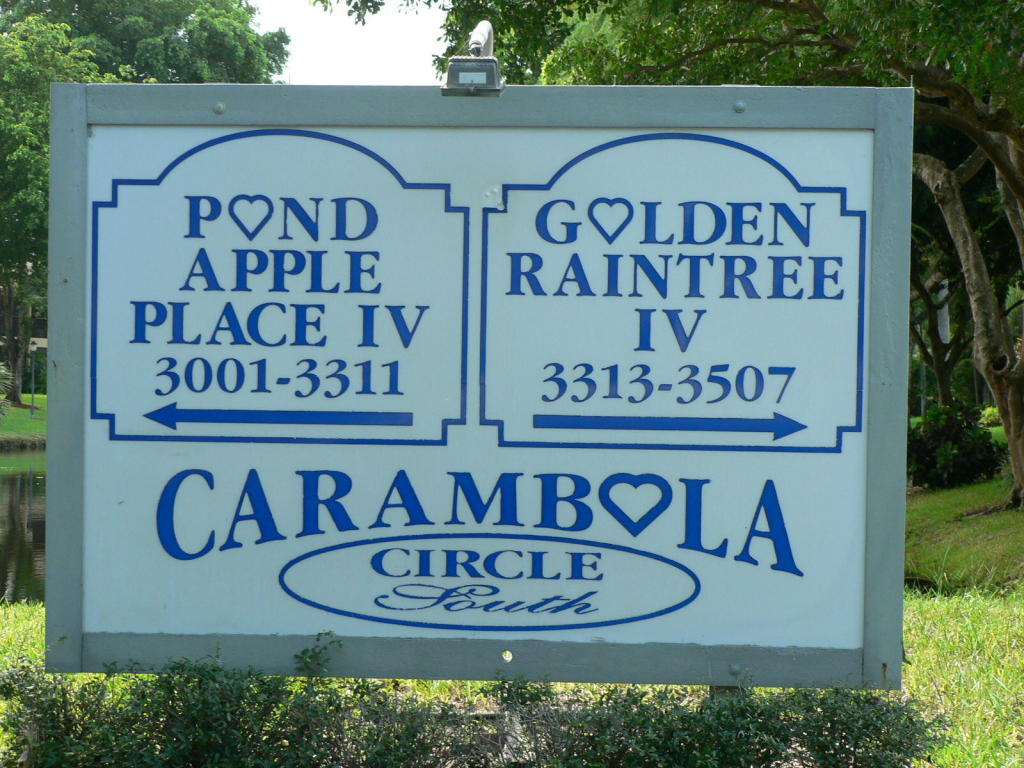 POND
APPLE
PLACE IV
3001-3311
GOLDEN
RAINTREE
IV
3313-3507
CARAMBOLA
CIRCLE
South